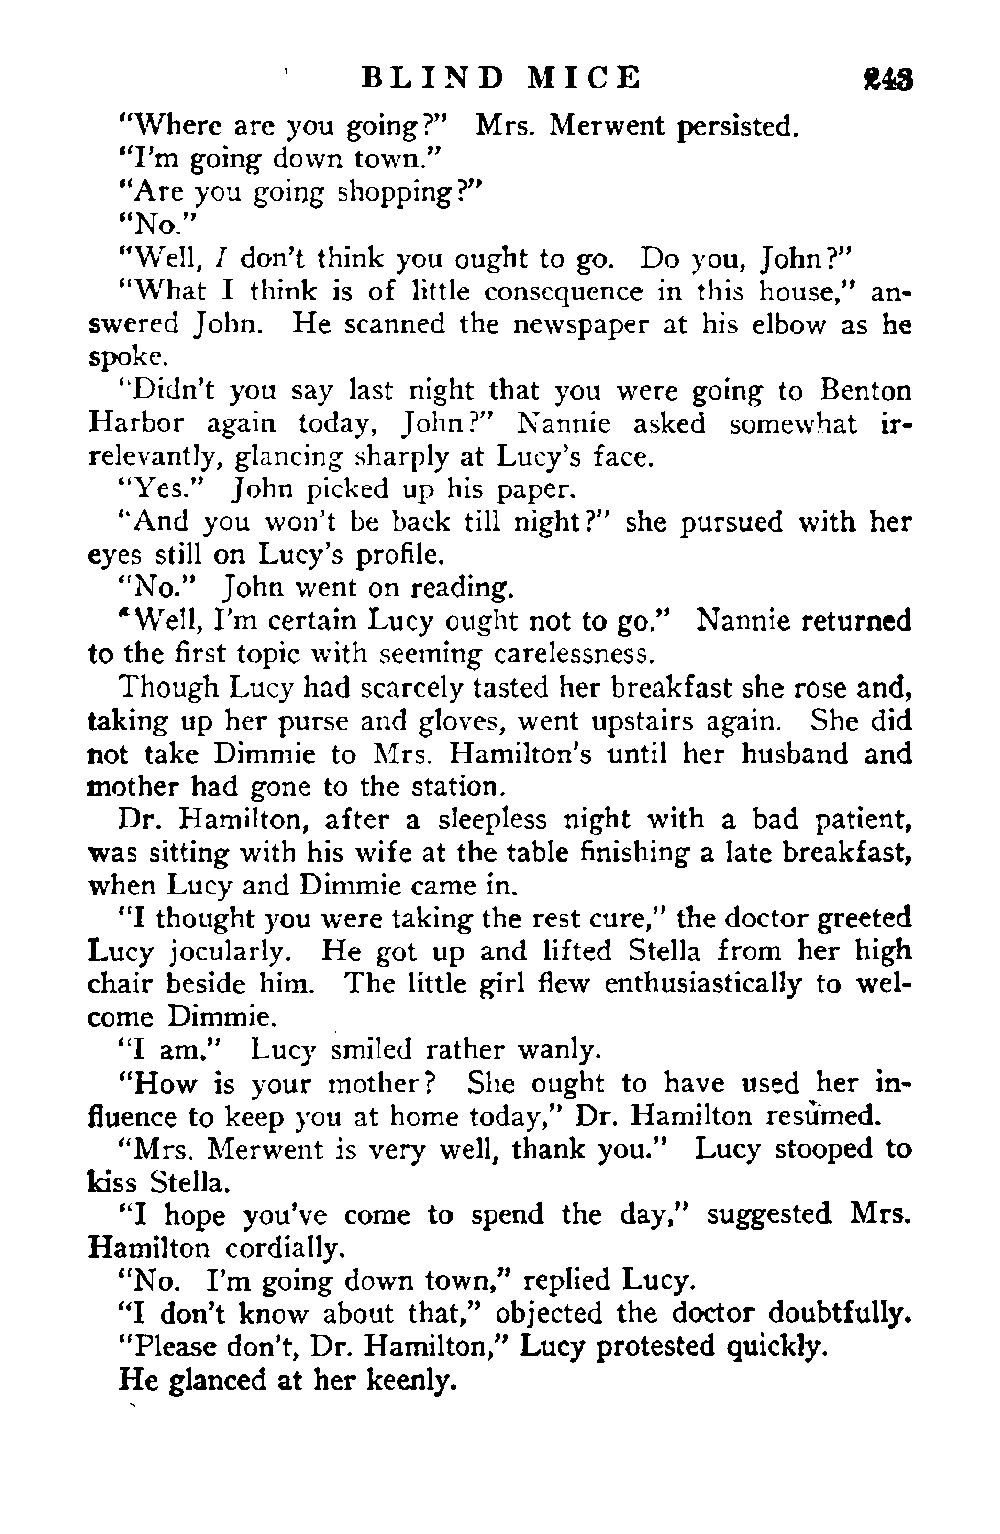 BLIND MICE 243
“Where are you going?” Mrs. Merwent persisted.
“I’m going down town.”
“Are you going shopping?”
“No.”
“Well, I don’t think you ought to go. Do you, John?”
“What I think is of little consequence in this house,” an-
swered John. He scanned the newspaper at his elbow as he
spoke.
“Didn’t you say last night that you were going to Benton
Harbor again today, John?” Nannie asked somewhat ir-
relevantly, glancing sharply at Lucy’s face.
“Yes.” John picked up his paper.
“And you won’t be back till night?” she pursued with her
eyes still on Lucy’s profile.
“No.” John went on reading.
“Well, I’m certain Lucy ought not to go.” Nannie returned
to the first topic with seeming carelessness.
Though Lucy had scarcely tasted her breakfast she rose and,
taking up her purse and gloves, went upstairs again. She did
not take Dimmie to Mrs. Hamilton’s until her husband and
mother had gone to the station.
Dr. Hamilton, after a sleepless night with a bad patient,
was sitting with his wife at the table finishing a late breakfast,
when Lucy and Dimmie came in.
“I thought you were taking the rest cure,” the doctor greeted
Lucy jocularly. He got up and lifted Stella from her high
chair beside him. The little girl flew enthusiastically to wel-
come Dimmie.
“I am.” Lucy smiled rather wanly.
“How is your mother? She ought to have used her in-
fluence to keep you at home today,” Dr. Hamilton resumed.
“Mrs. Merwent is very well, thank you.” Lucy stooped to
kiss Stella.
“I hope you’ve come to spend the day,” suggested Mrs.
Hamilton cordially.
“No. I’m going down town,” replied Lucy.
“I don’t know about that,” objected the doctor doubtfully.
“Please don’t, Dr. Hamilton,” Lucy protested quickly.
He glanced at her keenly.